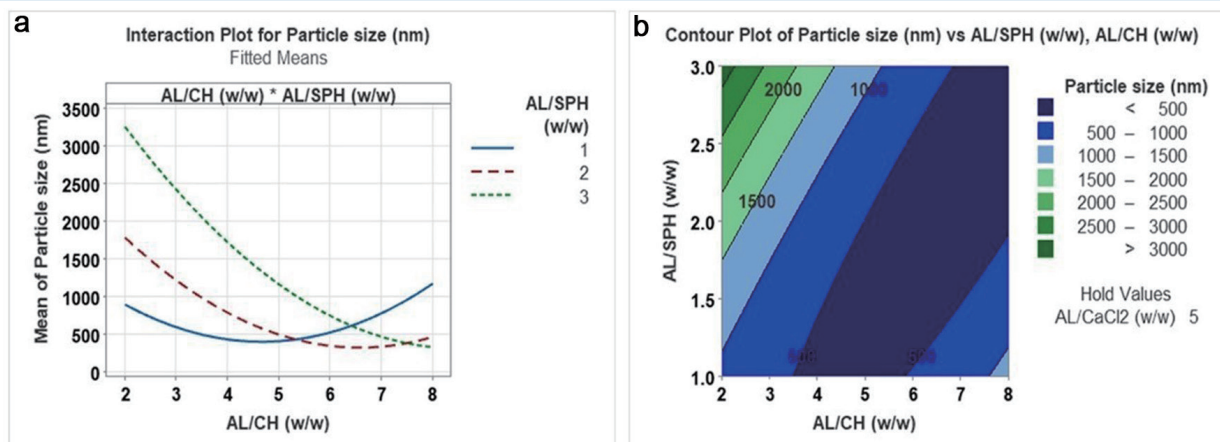 a
Interaction Plot for Particle size (nm)
Fitted Means
AL/CH (w/w) * AL/SPH (w/w)
Mean of Particle size (nm)
3500
3000
2500
2000
1500
1000
500
0
2 3 4 5 6 7 8
AL/CH (w/w)
AL/SPH
(w/w)
1
2
3
b
Contour Plot of Particle size (nm) vs AL/SPH (w/w), AL/CH (w/w)
AL/SPH (w/w)
3.0
2.5
2.0
1.5
1.0
2000
1000
1500
500
2 3 4 5 6 7 8
AL/CH (w/w)
Particle size (nm)
< 500
500 – 1000
1000 – 1500
1500 – 2000
2000 – 2500
2500 – 3000
> 3000
Hold Values
AL/CaCl2 (w/w) 5